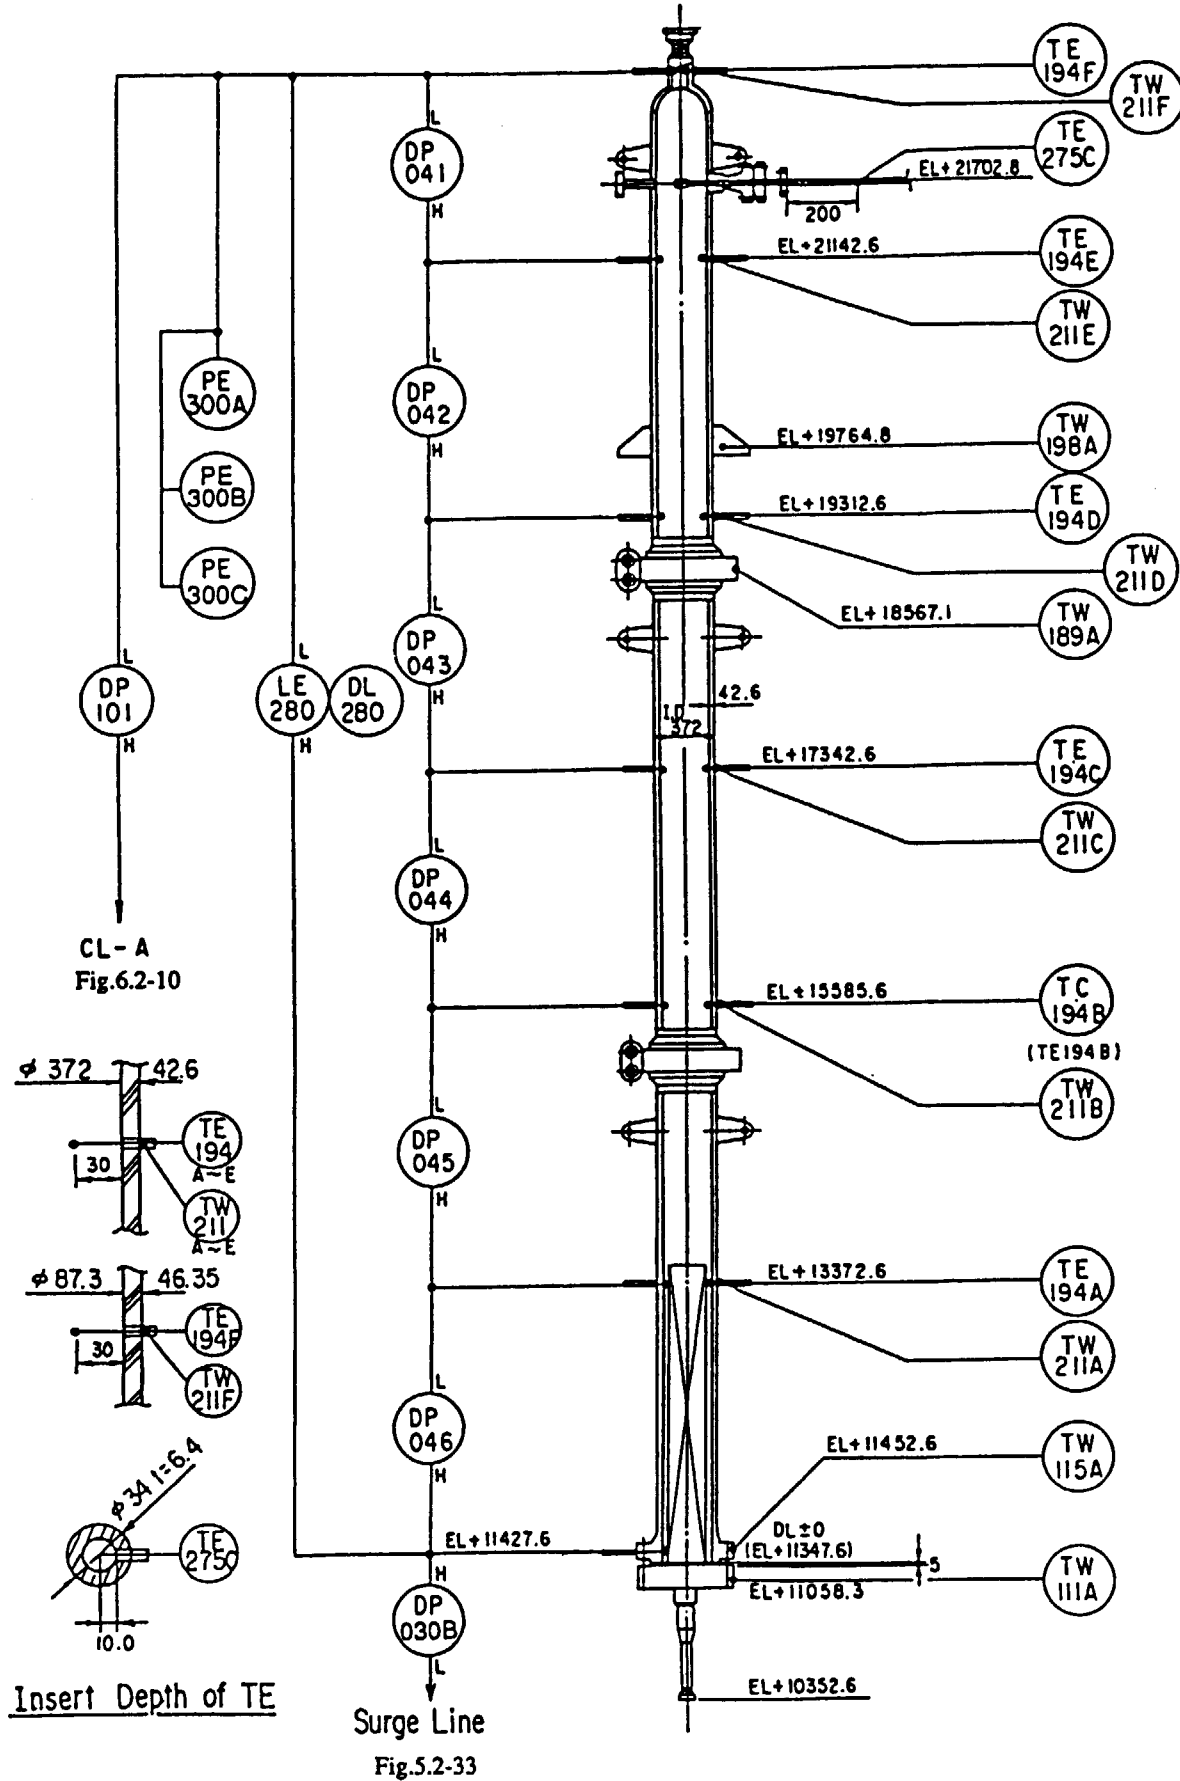 TE
194F
TW
211F
L
DP
041
H
TE
275C
EL+21702.8
200
EL+21142.6
TE
194E
TW
211E
L
DP
042
H
PE
300A
PE
300B
PE
300C
EL+19764.8
TW
198A
EL+19312.6
TE
194D
TW
211D
EL+18567.1
TW
189A
L
DP
043
H
L
DP
101
H
L
LE
280
H
DL
280
42.6
I.D
372
EL+17342.6
TE
194C
TW
211C
L
DP
044
H
CL-A
Fig.6.2-10
EL+15585.6
TC
194B
(TE194B)
TW
211B
φ 372
42.6
TE
194
A~E
30
TW
211
A~E
L
DP
045
H
φ 87.3
46.35
TE
194F
30
TW
211F
EL+13372.6
TE
194A
TW
211A
L
DP
046
H
EL+11452.6
TW
115A
φ34 t=6.4
TE
275C
10.0
EL+11427.6
DL±0
(EL+11347.6)
5
EL+11058.3
TW
111A
H
DP
030B
L
EL+10352.6
Insert Depth of TE
Surge Line
Fig.5.2-33